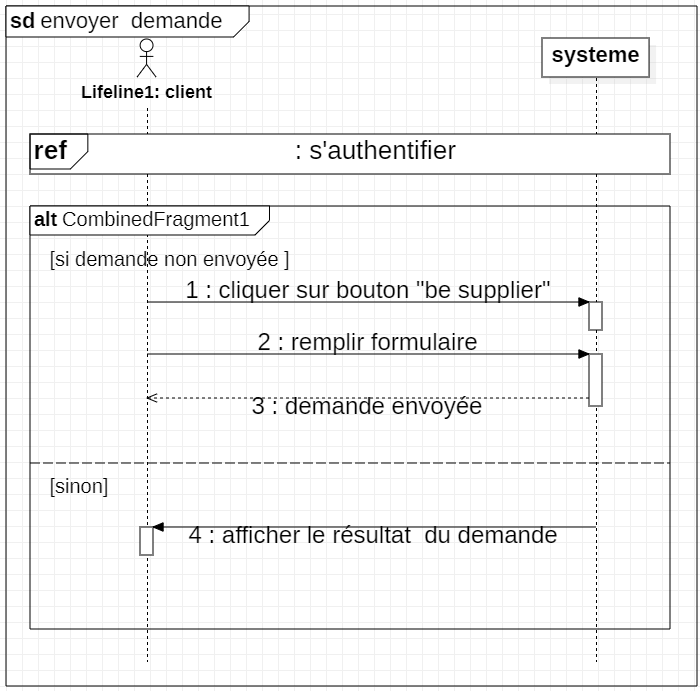 sd envoyer demande
systeme
Lifeline1: client
ref : s'authentifier
alt CombinedFragment1
[si demande non envoyée ]
1 : cliquer sur bouton "be supplier"
2 : remplir formulaire
3 : demande envoyée
[sinon]
4 : afficher le résultat du demande